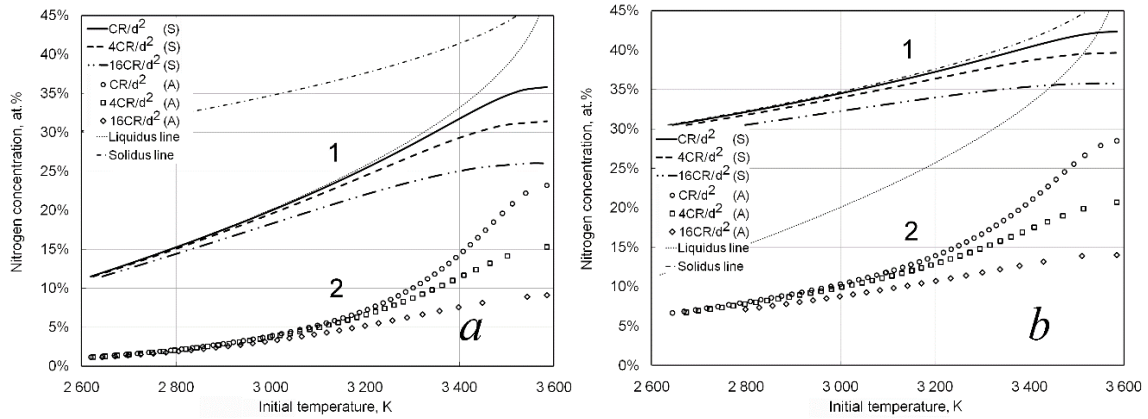 45%
40%
35%
30%
25%
20%
15%
10%
5%
0%
Nitrogen concentration, at.%
CR/d² (S)
4CR/d² (S)
16CR/d² (S)
CR/d² (A)
4CR/d² (A)
16CR/d² (A)
Liquidus line
Solidus line
1
2
a
2 600 2 800 3 000 3 200 3 400 3 600
Initial temperature, K
45%
40%
35%
30%
25%
20%
15%
10%
5%
0%
Nitrogen concentration, at.%
1
CR/d² (S)
4CR/d² (S)
16CR/d² (S)
CR/d² (A)
4CR/d² (A)
16CR/d² (A)
Liquidus line
Solidus line
2
b
2 600 2 800 3 000 3 200 3 400 3 600
Initial temperature, K